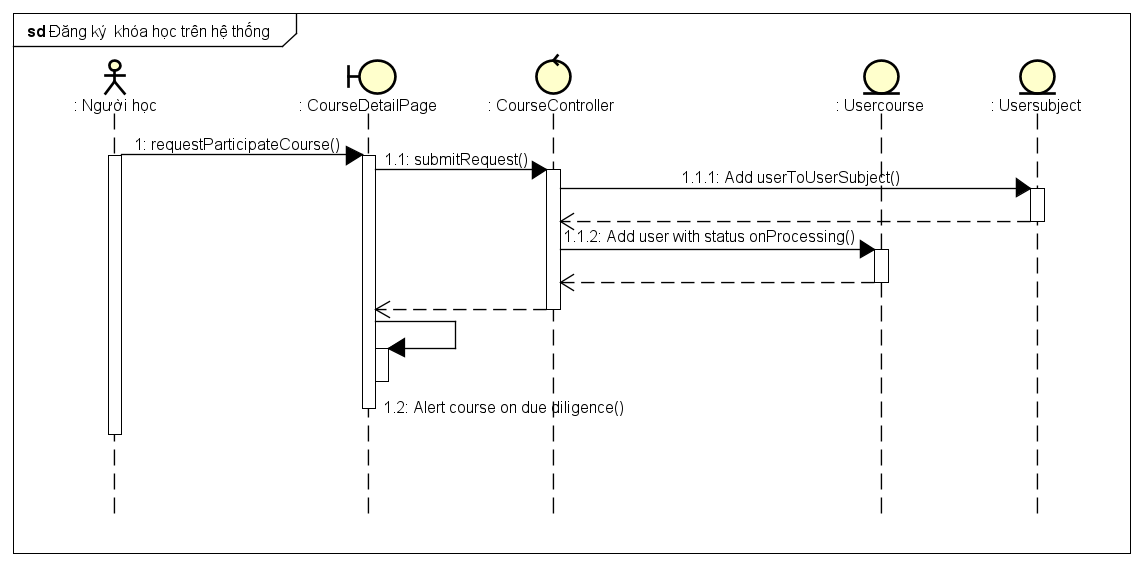 sd Đăng ký khóa học trên hệ thống
: Người học
: CourseDetailPage
: CourseController
: Usercourse
: Usersubject
1: requestParticipateCourse()
1.1: submitRequest()
1.1.1: Add userToUserSubject()
1.1.2: Add user with status onProcessing()
1.2: Alert course on due diligence()